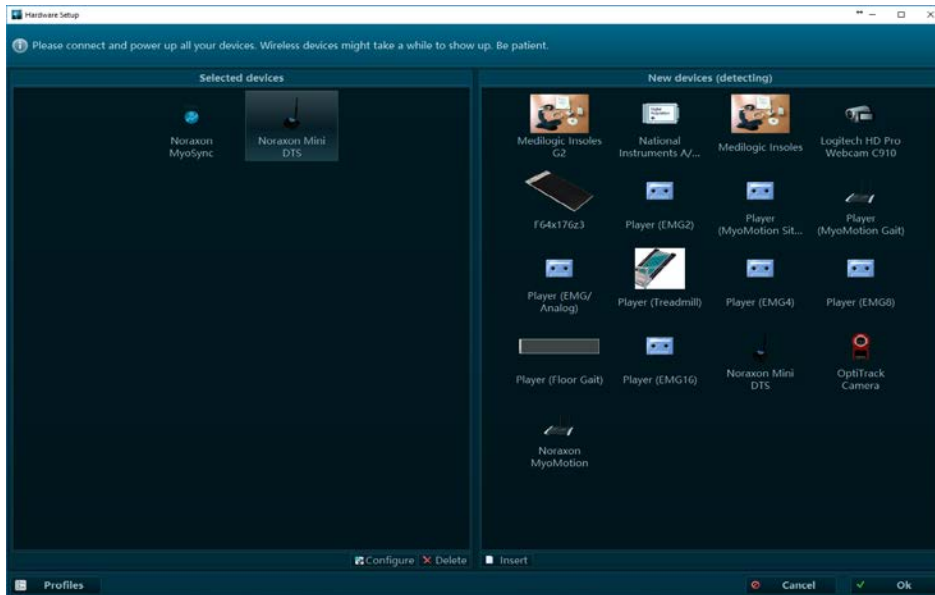 Hardware Setup
Please connect and power up all your devices. Wireless devices might take a while to show up. Be patient.
Selected devices
Noraxon
MyoSync
Noraxon Mini
DTS
Configure
Delete
New devices (detecting)
Medilogic Insoles
G2
National
Instruments A/...
Medilogic Insoles
Logitech HD Pro
Webcam C910
F64x176z3
Player (EMG2)
Player
(MyoMotion Sit...
Player
(MyoMotion Gait)
Player (EMG/
Analog)
Player (Treadmill)
Player (EMG4)
Player (EMG8)
Player (Floor Gait)
Player (EMG16)
Noraxon Mini
DTS
OptiTrack
Camera
Noraxon
MyoMotion
Insert
Profiles
Cancel
Ok